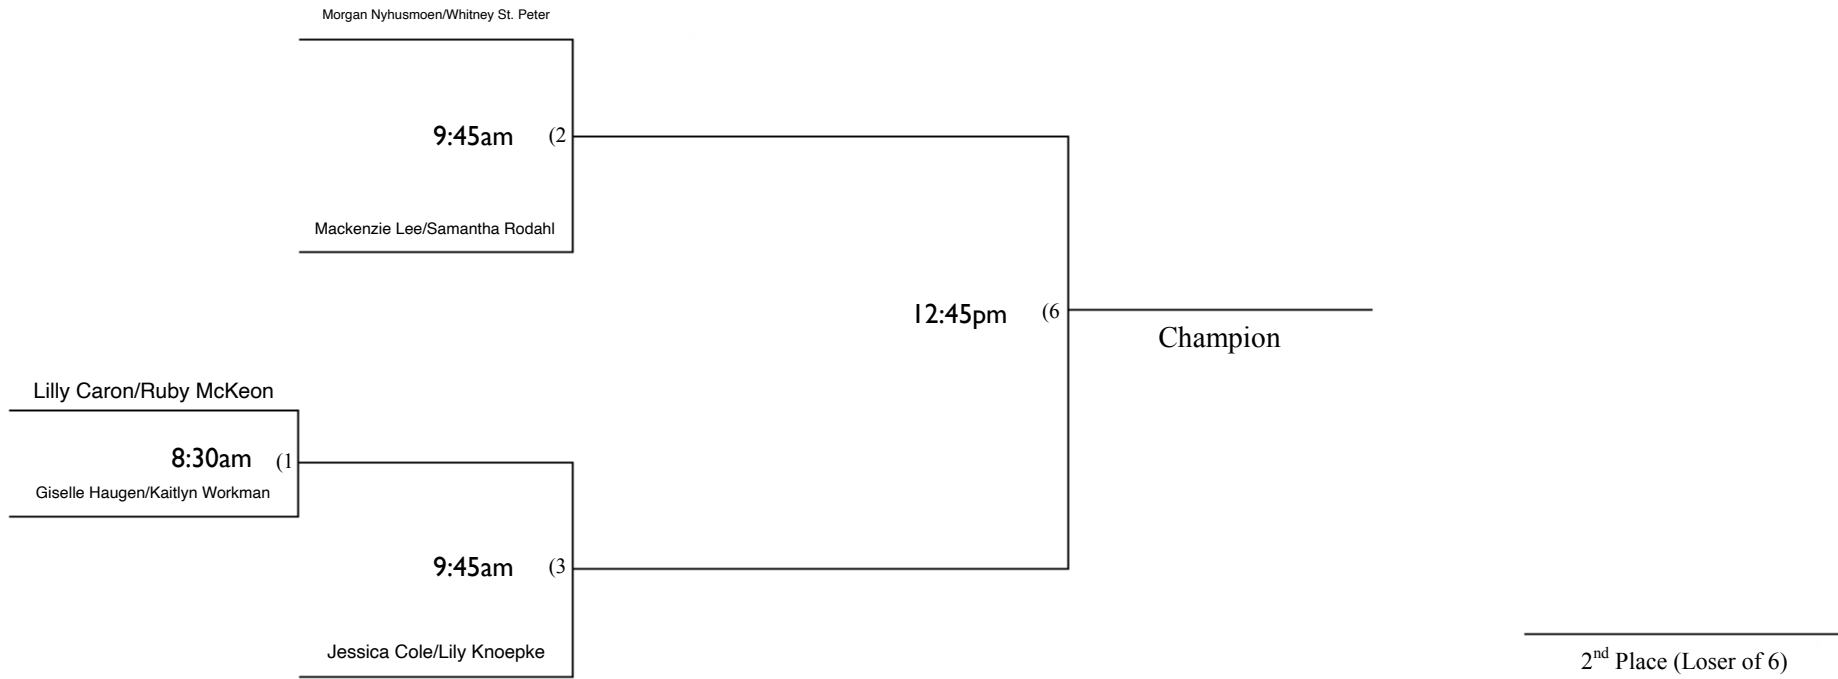 Morgan Nyhusmoen/Whitney St. Peter
9:45am (2
Mackenzie Lee/Samantha Rodahl
12:45pm (6
Champion
Lilly Caron/Ruby McKeon
8:30am (1
Giselle Haugen/Kaitlyn Workman
9:45am (3
Jessica Cole/Lily Knoepke
2nd Place (Loser of 6)